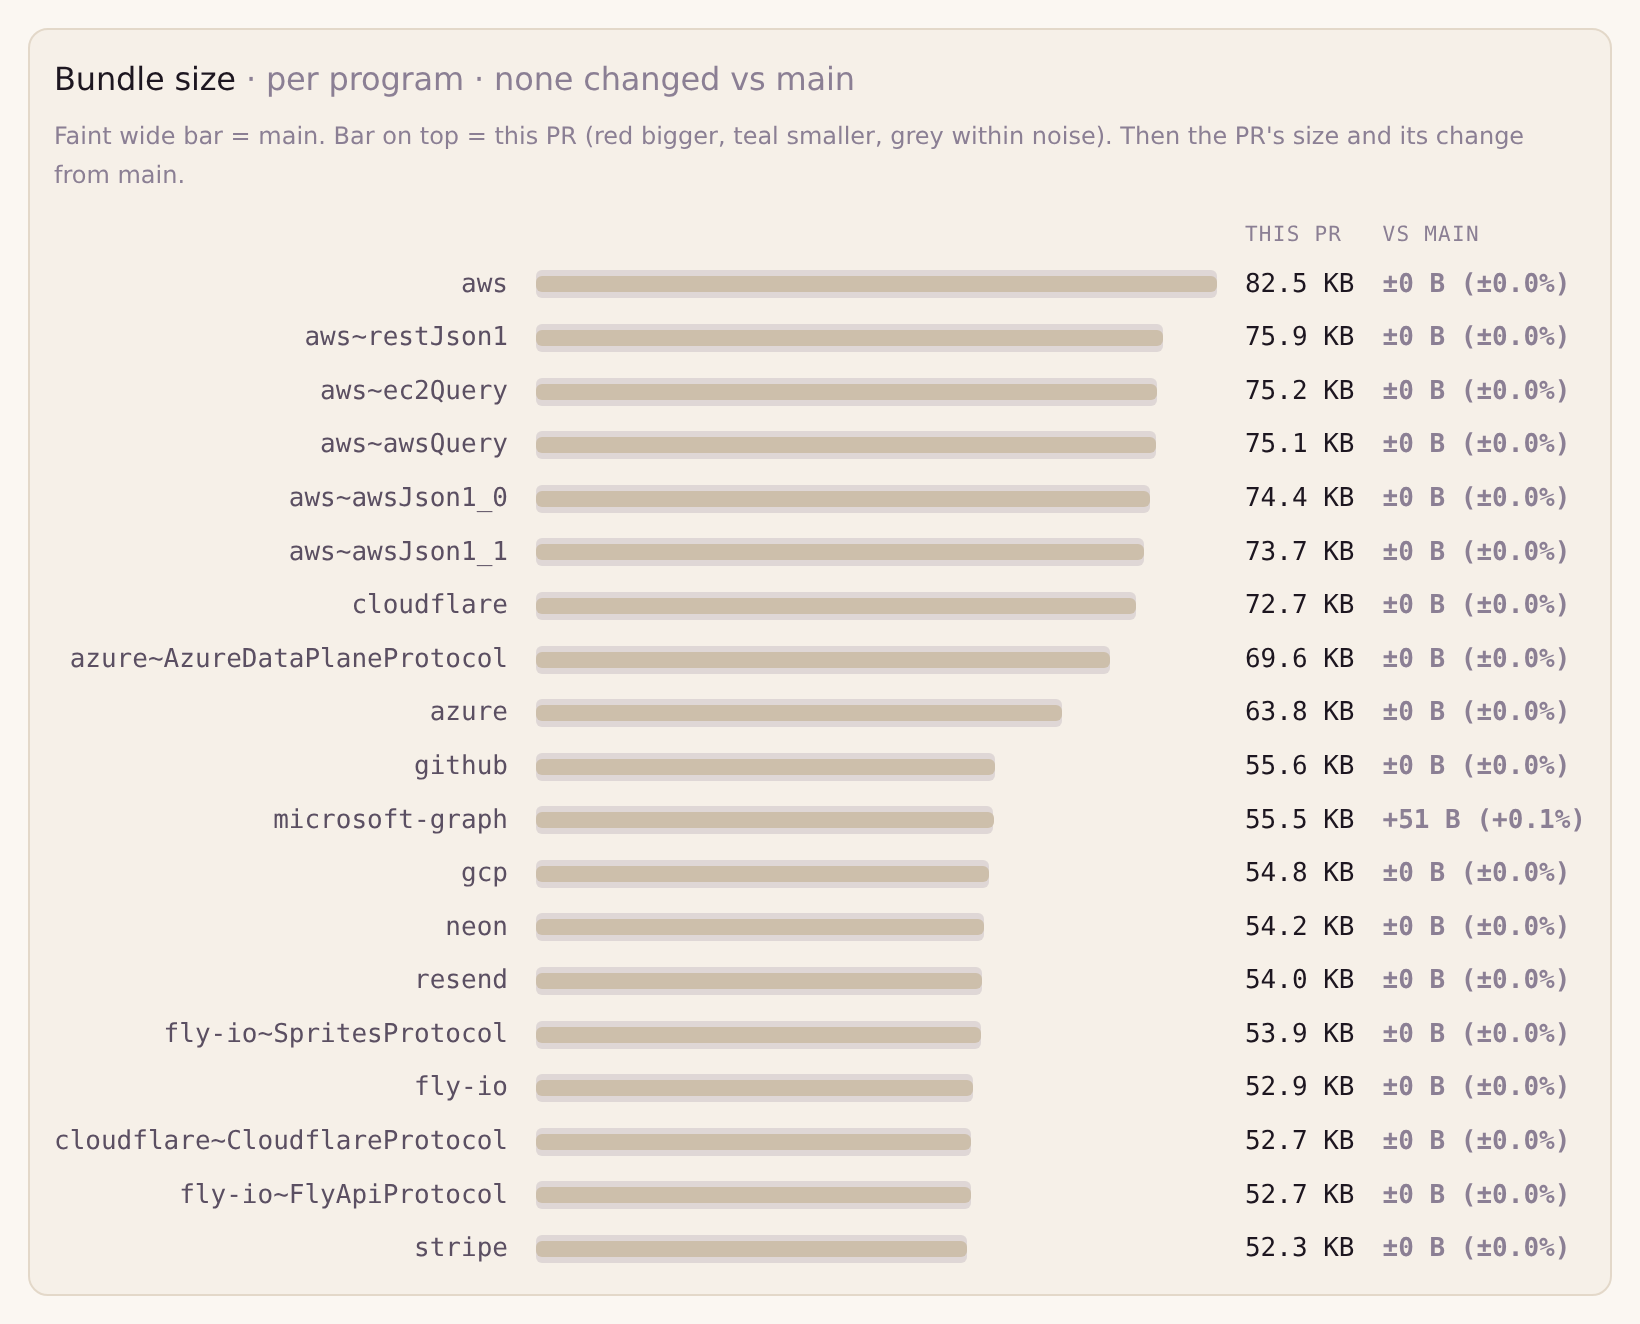 Bundle size · per program · none changed vs main
Faint wide bar = main. Bar on top = this PR (red bigger, teal smaller, grey within noise). Then the PR's size and its change
from main.
THIS PR VS MAIN
aws 82.5 KB ±0 B (±0.0%)
aws~restJson1 75.9 KB ±0 B (±0.0%)
aws~ec2Query 75.2 KB ±0 B (±0.0%)
aws~awsQuery 75.1 KB ±0 B (±0.0%)
aws~awsJson1_0 74.4 KB ±0 B (±0.0%)
aws~awsJson1_1 73.7 KB ±0 B (±0.0%)
cloudflare 72.7 KB ±0 B (±0.0%)
azure~AzureDataPlaneProtocol 69.6 KB ±0 B (±0.0%)
azure 63.8 KB ±0 B (±0.0%)
github 55.6 KB ±0 B (±0.0%)
microsoft-graph 55.5 KB +51 B (+0.1%)
gcp 54.8 KB ±0 B (±0.0%)
neon 54.2 KB ±0 B (±0.0%)
resend 54.0 KB ±0 B (±0.0%)
fly-io~SpritesProtocol 53.9 KB ±0 B (±0.0%)
fly-io 52.9 KB ±0 B (±0.0%)
cloudflare~CloudflareProtocol 52.7 KB ±0 B (±0.0%)
fly-io~FlyApiProtocol 52.7 KB ±0 B (±0.0%)
stripe 52.3 KB ±0 B (±0.0%)